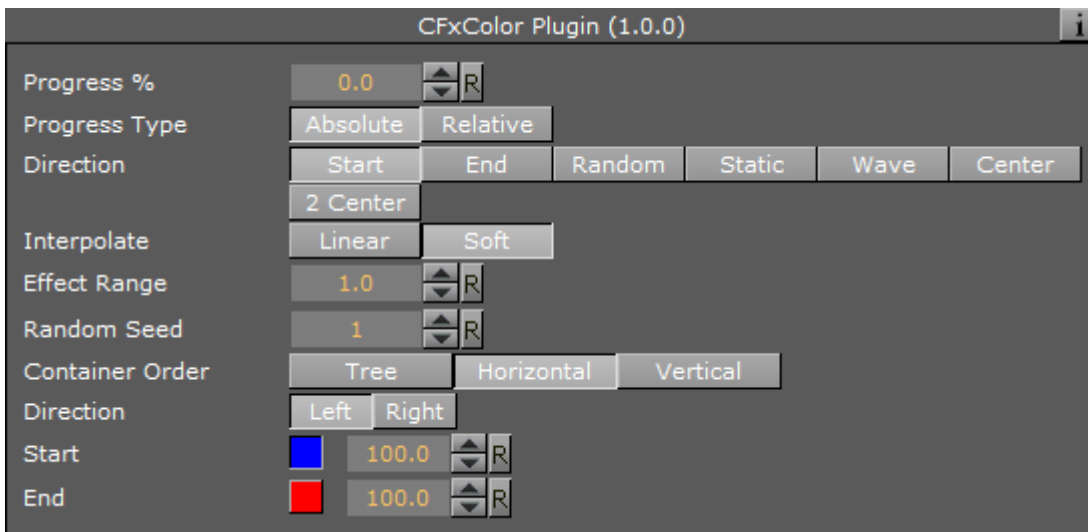 CFxColor Plugin (1.0.0) i
Progress % 0.0 R
Progress Type Absolute Relative
Direction Start End Random Static Wave Center
2 Center
Interpolate Linear Soft
Effect Range 1.0 R
Random Seed 1 R
Container Order Tree Horizontal Vertical
Direction Left Right
Start 100.0 R
End 100.0 R